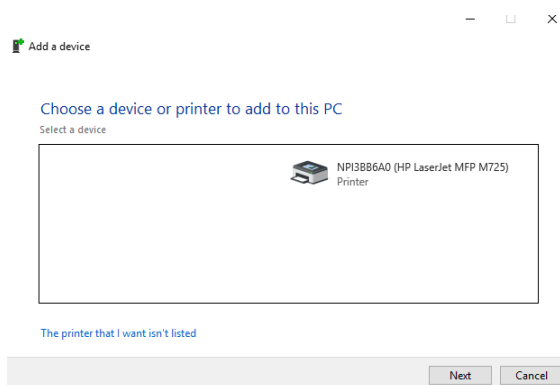 Add a device
Choose a device or printer to add to this PC
Select a device
NPI3BB6A0 (HP LaserJet MFP M725)
Printer
The printer that I want isn't listed
Next Cancel